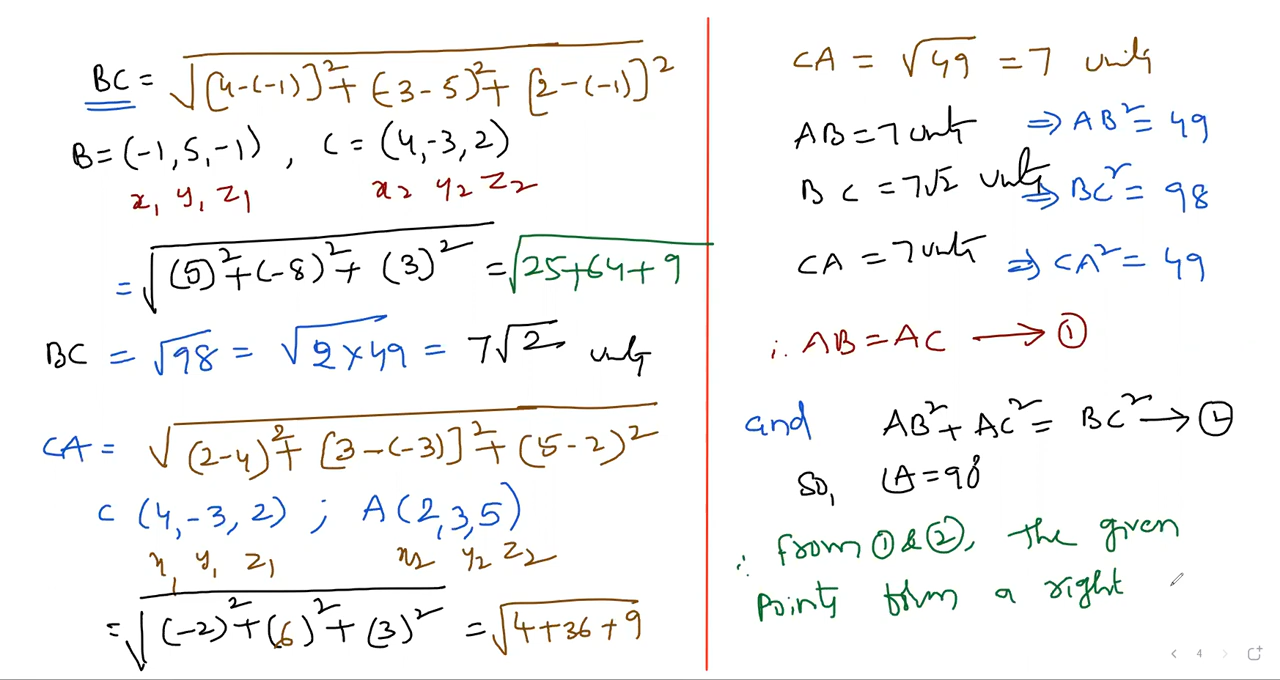 BC = √([4-(-1)]² + (-3-5)² + [2-(-1)]²)
B = (-1, 5, -1) , C = (4, -3, 2)
x₁ y₁ z₁ x₂ y₂ z₂
= √((5)² + (-8)² + (3)²) = √(25+64+9)
BC = √98 = √(2×49) = 7√2 units
CA = √((2-4)² + [3-(-3)]² + (5-2)²)
C (4, -3, 2) ; A(2, 3, 5)
x₁ y₁ z₁ x₂ y₂ z₂
= √((-2)² + (6)² + (3)²) = √(4+36+9)
CA = √49 = 7 units
AB = 7 units ⇒ AB² = 49
BC = 7√2 units ⇒ BC² = 98
CA = 7 units ⇒ CA² = 49
∴ AB = AC → ①
and AB² + AC² = BC² → ②
So, ∠A = 90°
∴ from ① & ②, the given
points form a right
< 4 >